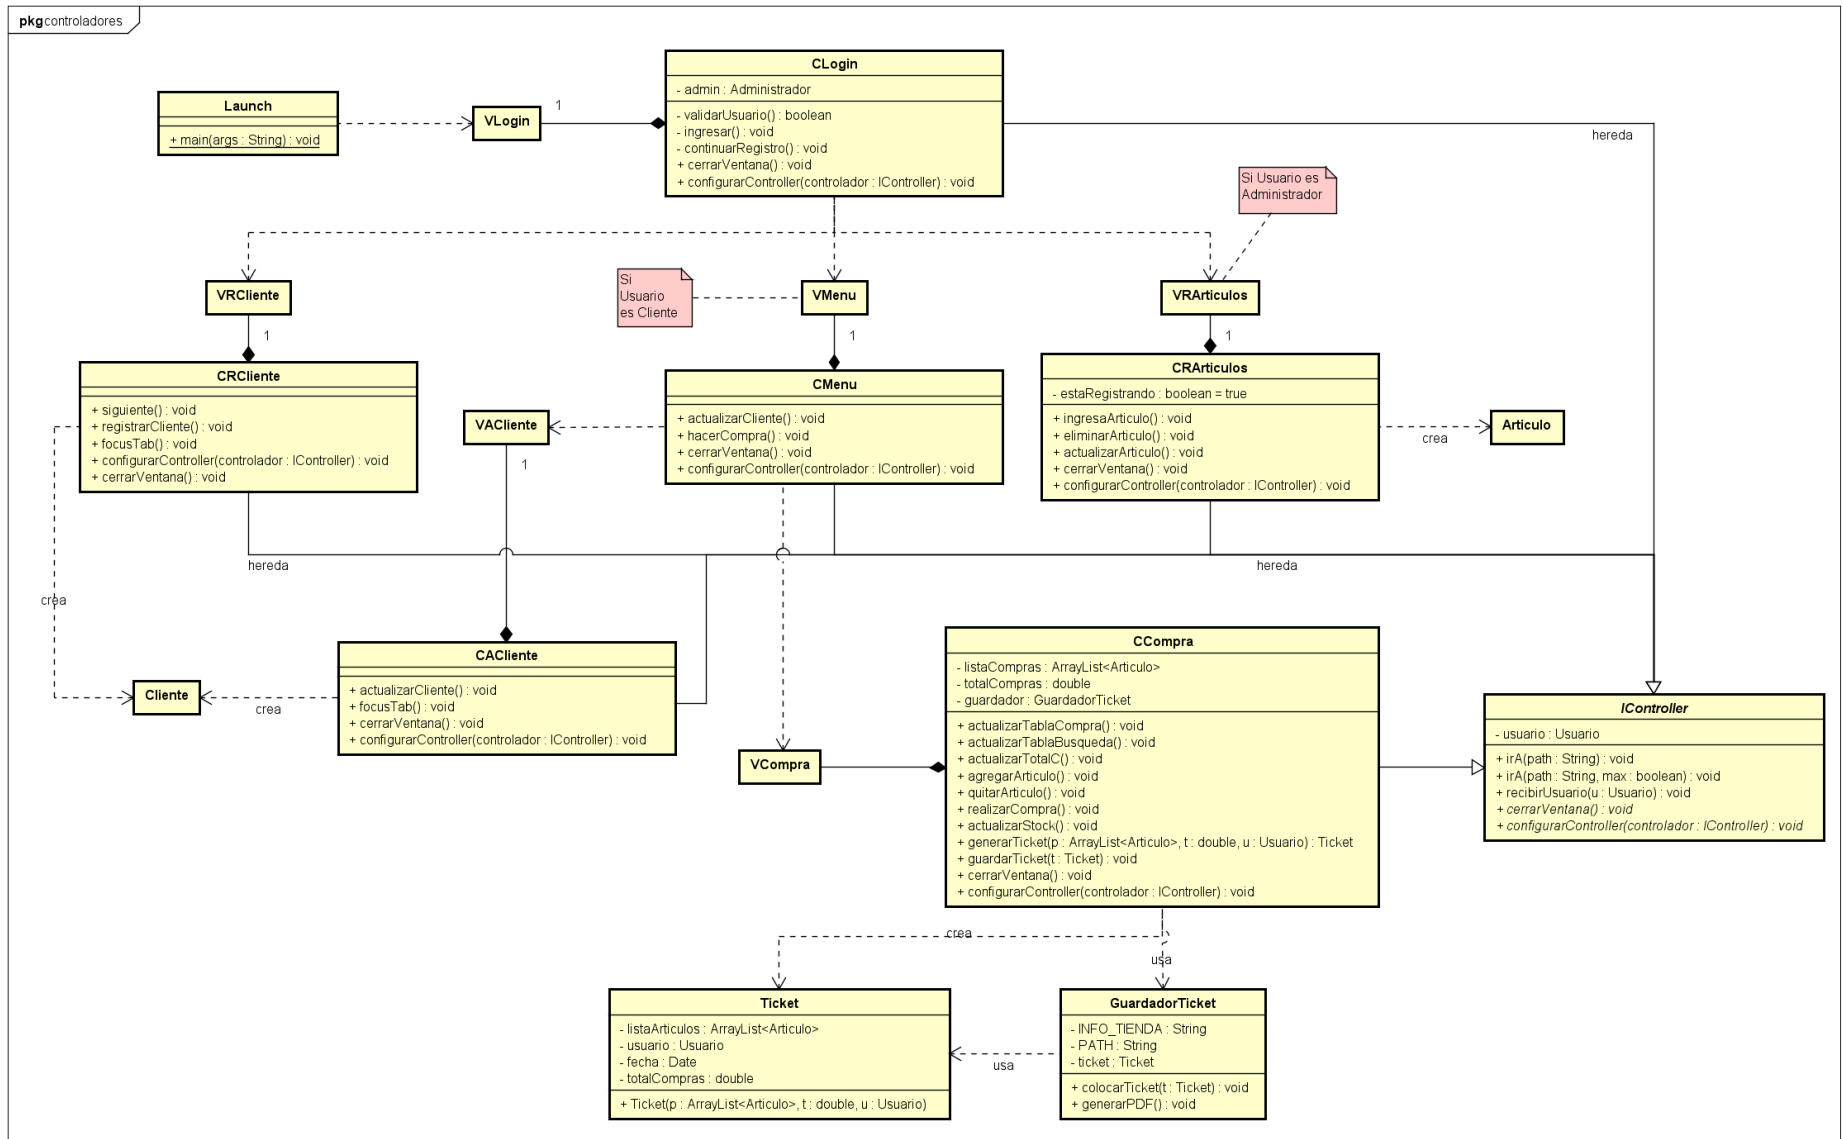 pkg controladores
CLogin
- admin : Administrador
- validarUsuario() : boolean
- ingresar() : void
- continuarRegistro() : void
+ cerrarVentana() : void
+ configurarController(controlador : IController) : void
Launch
+ main(args : String) : void
VLogin
1
hereda
Si Usuario es
Administrador
VRCliente
1
Si
Usuario
es Cliente
VMenu
1
VRArticulos
1
CRCliente
+ siguiente() : void
+ registrarCliente() : void
+ focusTab() : void
+ configurarController(controlador : IController) : void
+ cerrarVentana() : void
VACliente
1
CMenu
+ actualizarCliente() : void
+ hacerCompra() : void
+ cerrarVentana() : void
+ configurarController(controlador : IController) : void
CRArticulos
- estaRegistrando : boolean = true
+ ingresaArticulo() : void
+ eliminarArticulo() : void
+ actualizarArticulo() : void
+ cerrarVentana() : void
+ configurarController(controlador : IController) : void
crea
Articulo
hereda
hereda
crea
Cliente
crea
CACliente
+ actualizarCliente() : void
+ focusTab() : void
+ cerrarVentana() : void
+ configurarController(controlador : IController) : void
VCompra
CCompra
- listaCompras : ArrayList<Articulo>
- totalCompras : double
- guardador : GuardadorTicket
+ actualizarTablaCompra() : void
+ actualizarTablaBusqueda() : void
+ actualizarTotalC() : void
+ agregarArticulo() : void
+ quitarArticulo() : void
+ realizarCompra() : void
+ actualizarStock() : void
+ generarTicket(p : ArrayList<Articulo>, t : double, u : Usuario) : Ticket
+ guardarTicket(t : Ticket) : void
+ cerrarVentana() : void
+ configurarController(controlador : IController) : void
IController
- usuario : Usuario
+ irA(path : String) : void
+ irA(path : String, max : boolean) : void
+ recibirUsuario(u : Usuario) : void
+ cerrarVentana() : void
+ configurarController(controlador : IController) : void
crea
usa
Ticket
- listaArticulos : ArrayList<Articulo>
- usuario : Usuario
- fecha : Date
- totalCompras : double
+ Ticket(p : ArrayList<Articulo>, t : double, u : Usuario)
usa
GuardadorTicket
- INFO_TIENDA : String
- PATH : String
- ticket : Ticket
+ colocarTicket(t : Ticket) : void
+ generarPDF() : void